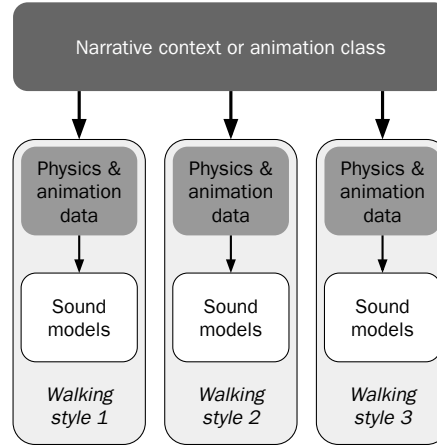 Narrative context or animation class
Physics &
animation
data
Sound
models
Walking
style 1
Physics &
animation
data
Sound
models
Walking
style 2
Physics &
animation
data
Sound
models
Walking
style 3